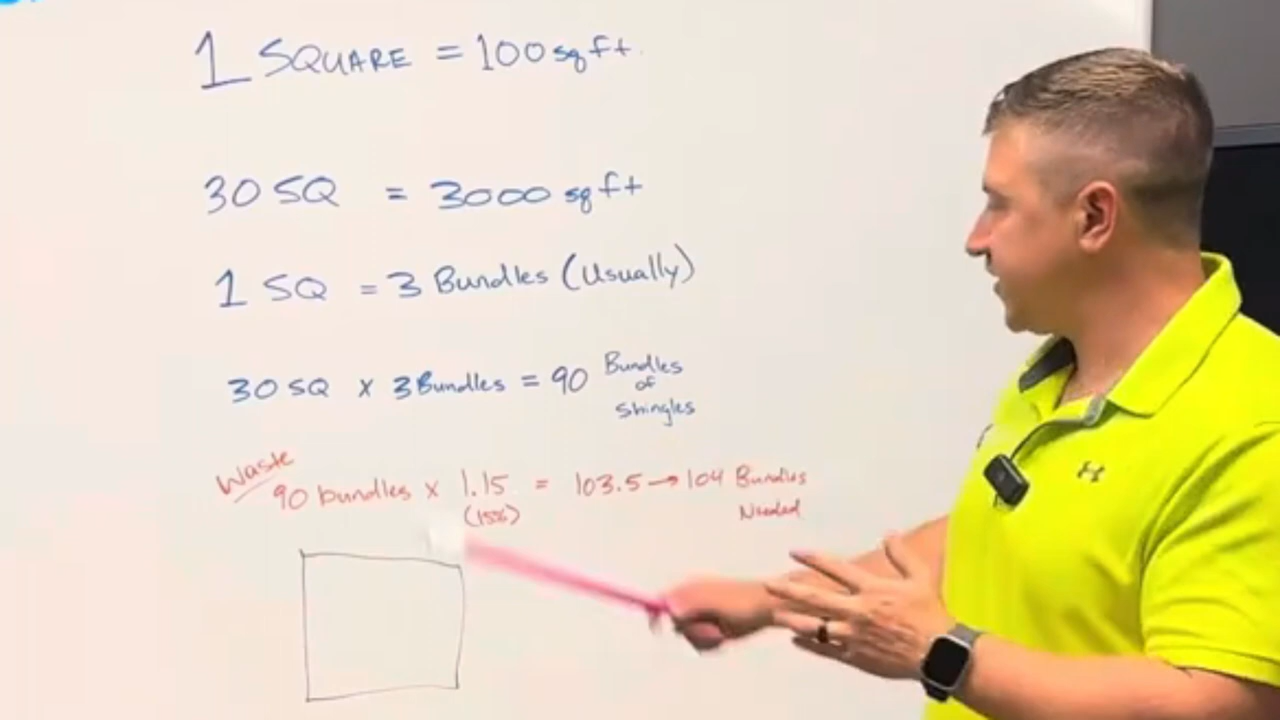 1 SQUARE = 100 sq ft.
30 SQ = 3000 sq ft
1 SQ = 3 Bundles (Usually)
30 SQ x 3 Bundles = 90 Bundles of Shingles
Waste
90 bundles x 1.15 = 103.5 → 104 Bundles Needed
(15%)